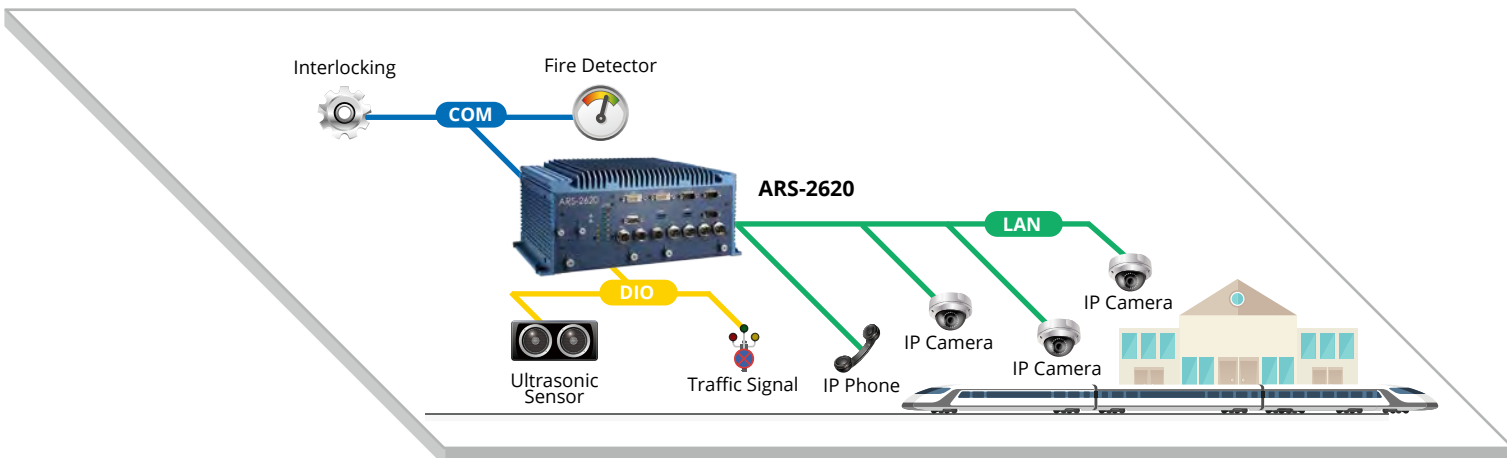 Interlocking
Fire Detector
COM
ARS-2620
ARS-2620
LAN
DIO
IP Camera
IP Camera
IP Camera
Ultrasonic
Sensor
Traffic Signal
IP Phone